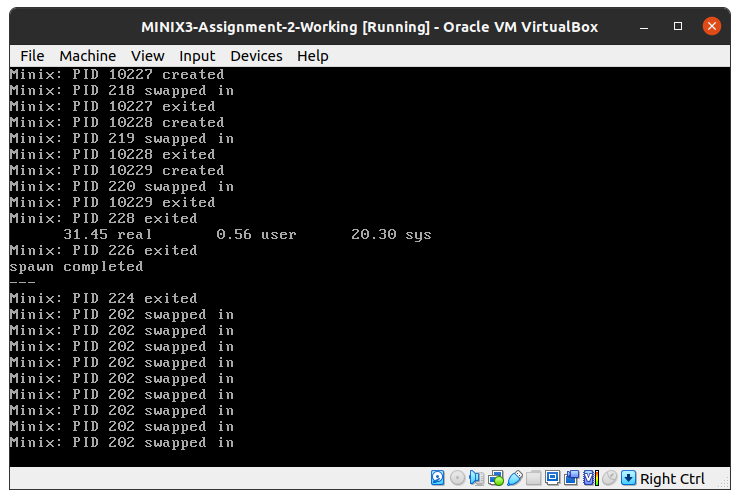 MINIX3-Assignment-2-Working [Running] - Oracle VM VirtualBox
File Machine View Input Devices Help
Minix: PID 10227 created
Minix: PID 218 swapped in
Minix: PID 10227 exited
Minix: PID 10228 created
Minix: PID 219 swapped in
Minix: PID 10228 exited
Minix: PID 10229 created
Minix: PID 220 swapped in
Minix: PID 10229 exited
Minix: PID 228 exited
31.45 real 0.56 user 20.30 sys
Minix: PID 226 exited
spawn completed
---
Minix: PID 224 exited
Minix: PID 202 swapped in
Minix: PID 202 swapped in
Minix: PID 202 swapped in
Minix: PID 202 swapped in
Minix: PID 202 swapped in
Minix: PID 202 swapped in
Minix: PID 202 swapped in
Minix: PID 202 swapped in
Minix: PID 202 swapped in
Right Ctrl